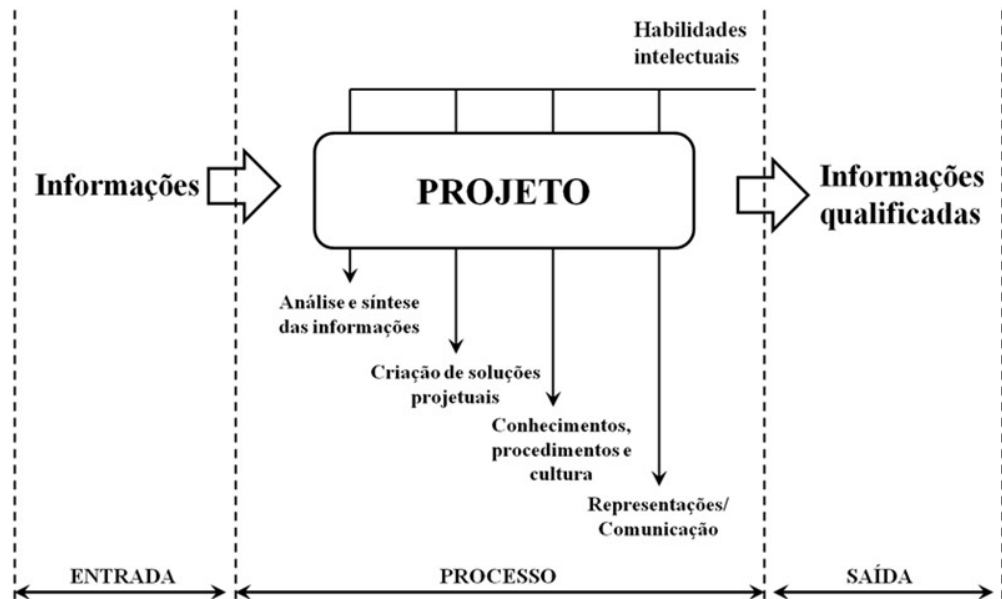 Habilidades
intelectuais
Informações
PROJETO
Informações
qualificadas
Análise e síntese
das informações
Criação de soluções
projetuais
Conhecimentos,
procedimentos e
cultura
Representações/
Comunicação
ENTRADA
PROCESSO
SAÍDA